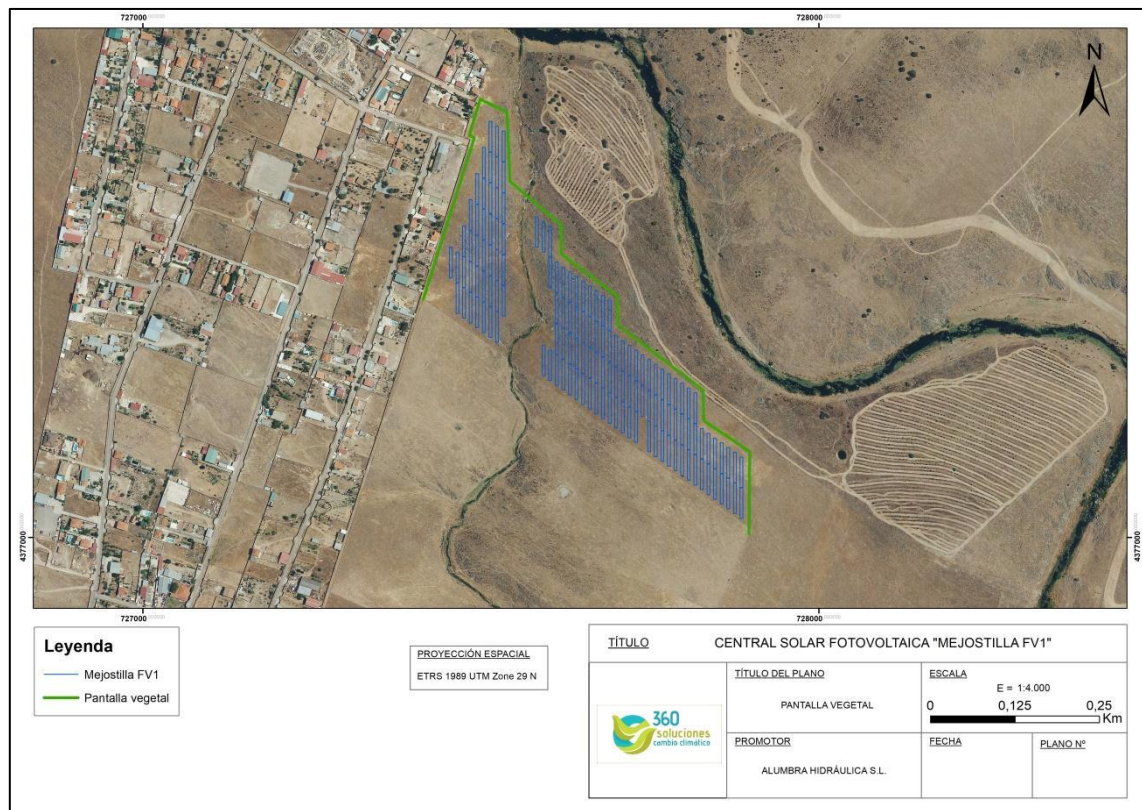 727000
728000
N
4377000
4377000
727000
728000
Leyenda
Mejostilla FV1
Pantalla vegetal
PROYECCIÓN ESPACIAL
ETRS 1989 UTM Zone 29 N
TÍTULO
CENTRAL SOLAR FOTOVOLTAICA "MEJOSTILLA FV1"
360
soluciones
cambio climático
TÍTULO DEL PLANO
PANTALLA VEGETAL
ESCALA
E = 1:4.000
0 0,125 0,25
Km
PROMOTOR
ALUMBRA HIDRÁULICA S.L.
FECHA
PLANO Nº